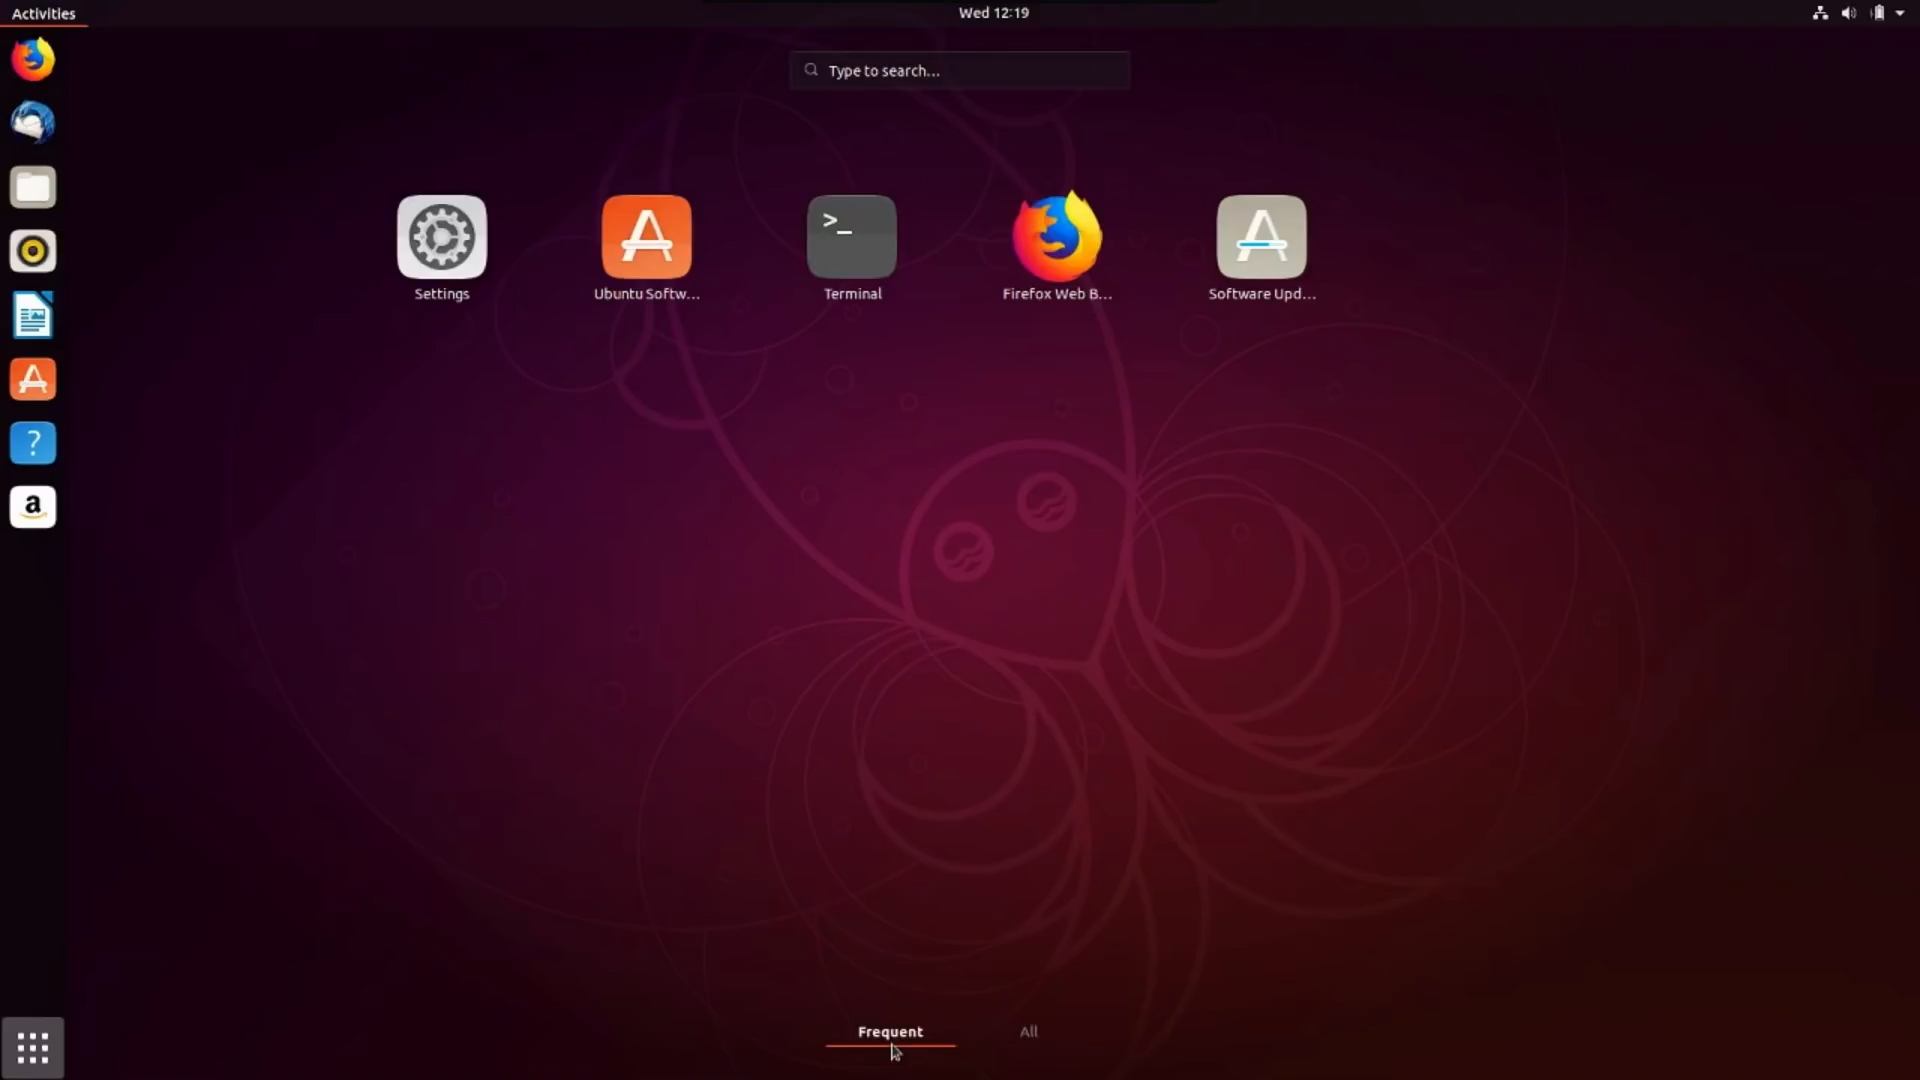 Activities
Wed 12:19
Type to search...
>_
Settings
Ubuntu Softw...
Terminal
Firefox Web B...
Software Upd...
?
a
Frequent
All